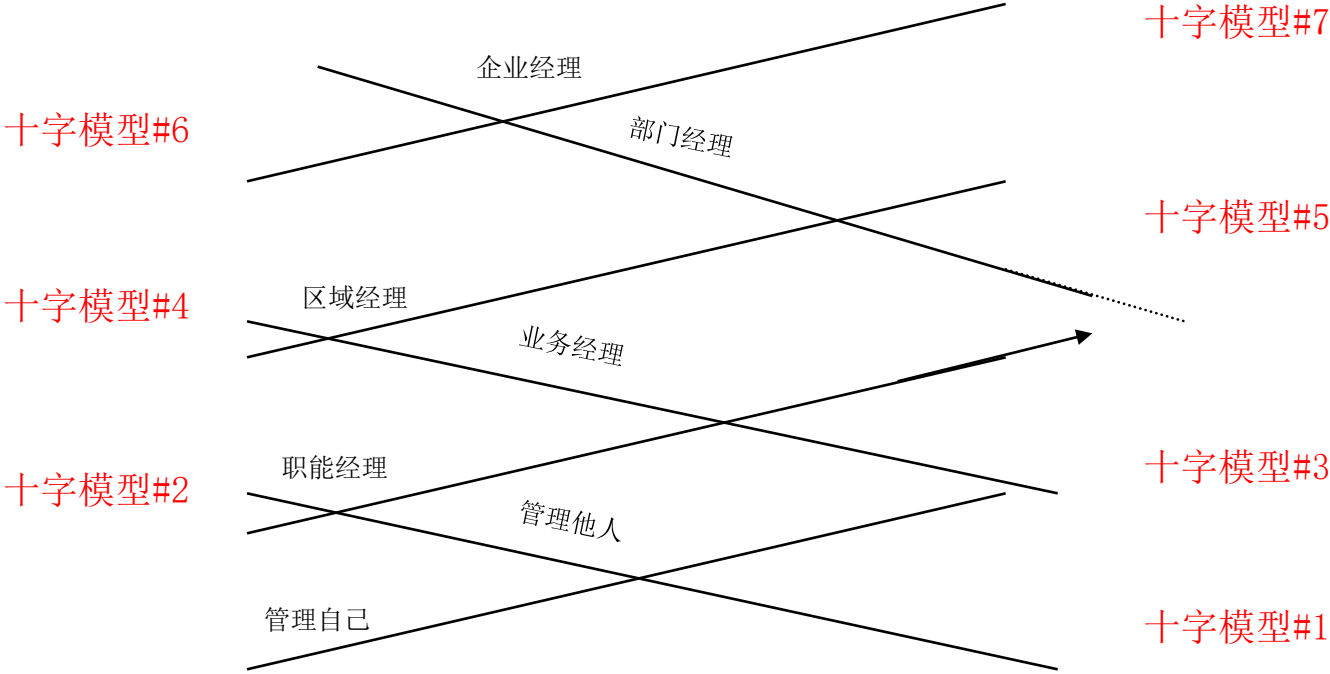 十字模型#7
企业经理
十字模型#6
部门经理
十字模型#5
区域经理
十字模型#4
业务经理
职能经理
十字模型#3
十字模型#2
管理他人
管理自己
十字模型#1